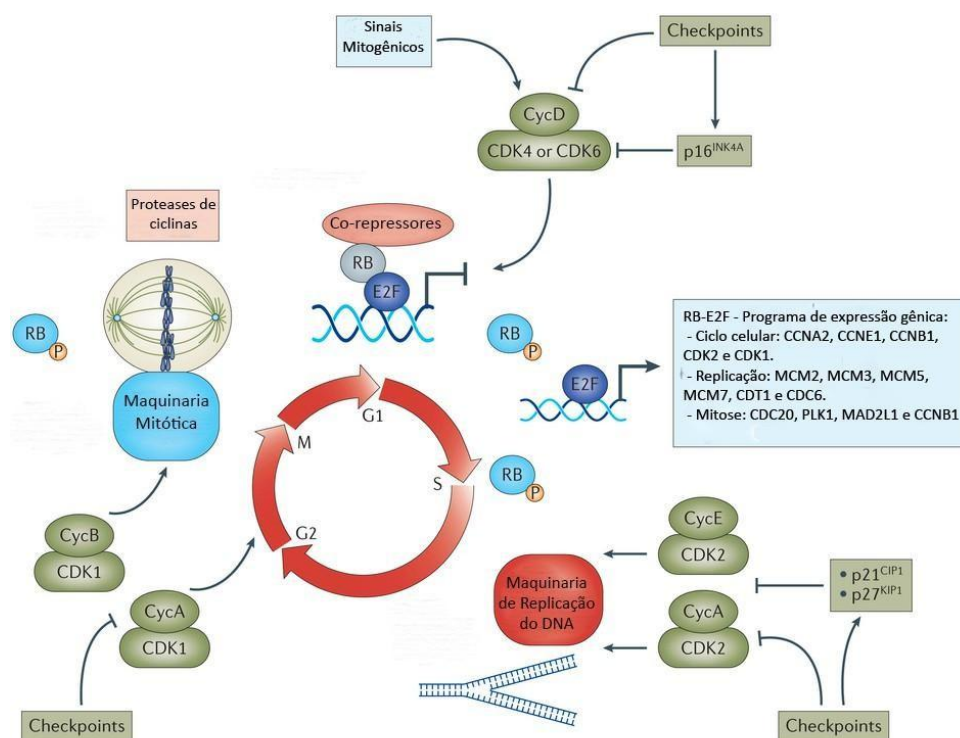 Sinais
Mitogênicos
Checkpoints
CycD
CDK4 or CDK6
p16INK4A
Proteases de
ciclinas
Co-repressores
RB
E2F
RB
P
RB
P
E2F
RB-E2F - Programa de expressão gênica:
- Ciclo celular: CCNA2, CCNE1, CCNB1,
CDK2 e CDK1.
- Replicação: MCM2, MCM3, MCM5,
MCM7, CDT1 e CDC6.
- Mitose: CDC20, PLK1, MAD2L1 e CCNB1
Maquinaria
Mitótica
G1
M
S
G2
RB
P
CycB
CDK1
CycA
CDK1
Checkpoints
Maquinaria
de Replicação
do DNA
CycE
CDK2
CycA
CDK2
• p21CIP1
• p27KIP1
Checkpoints